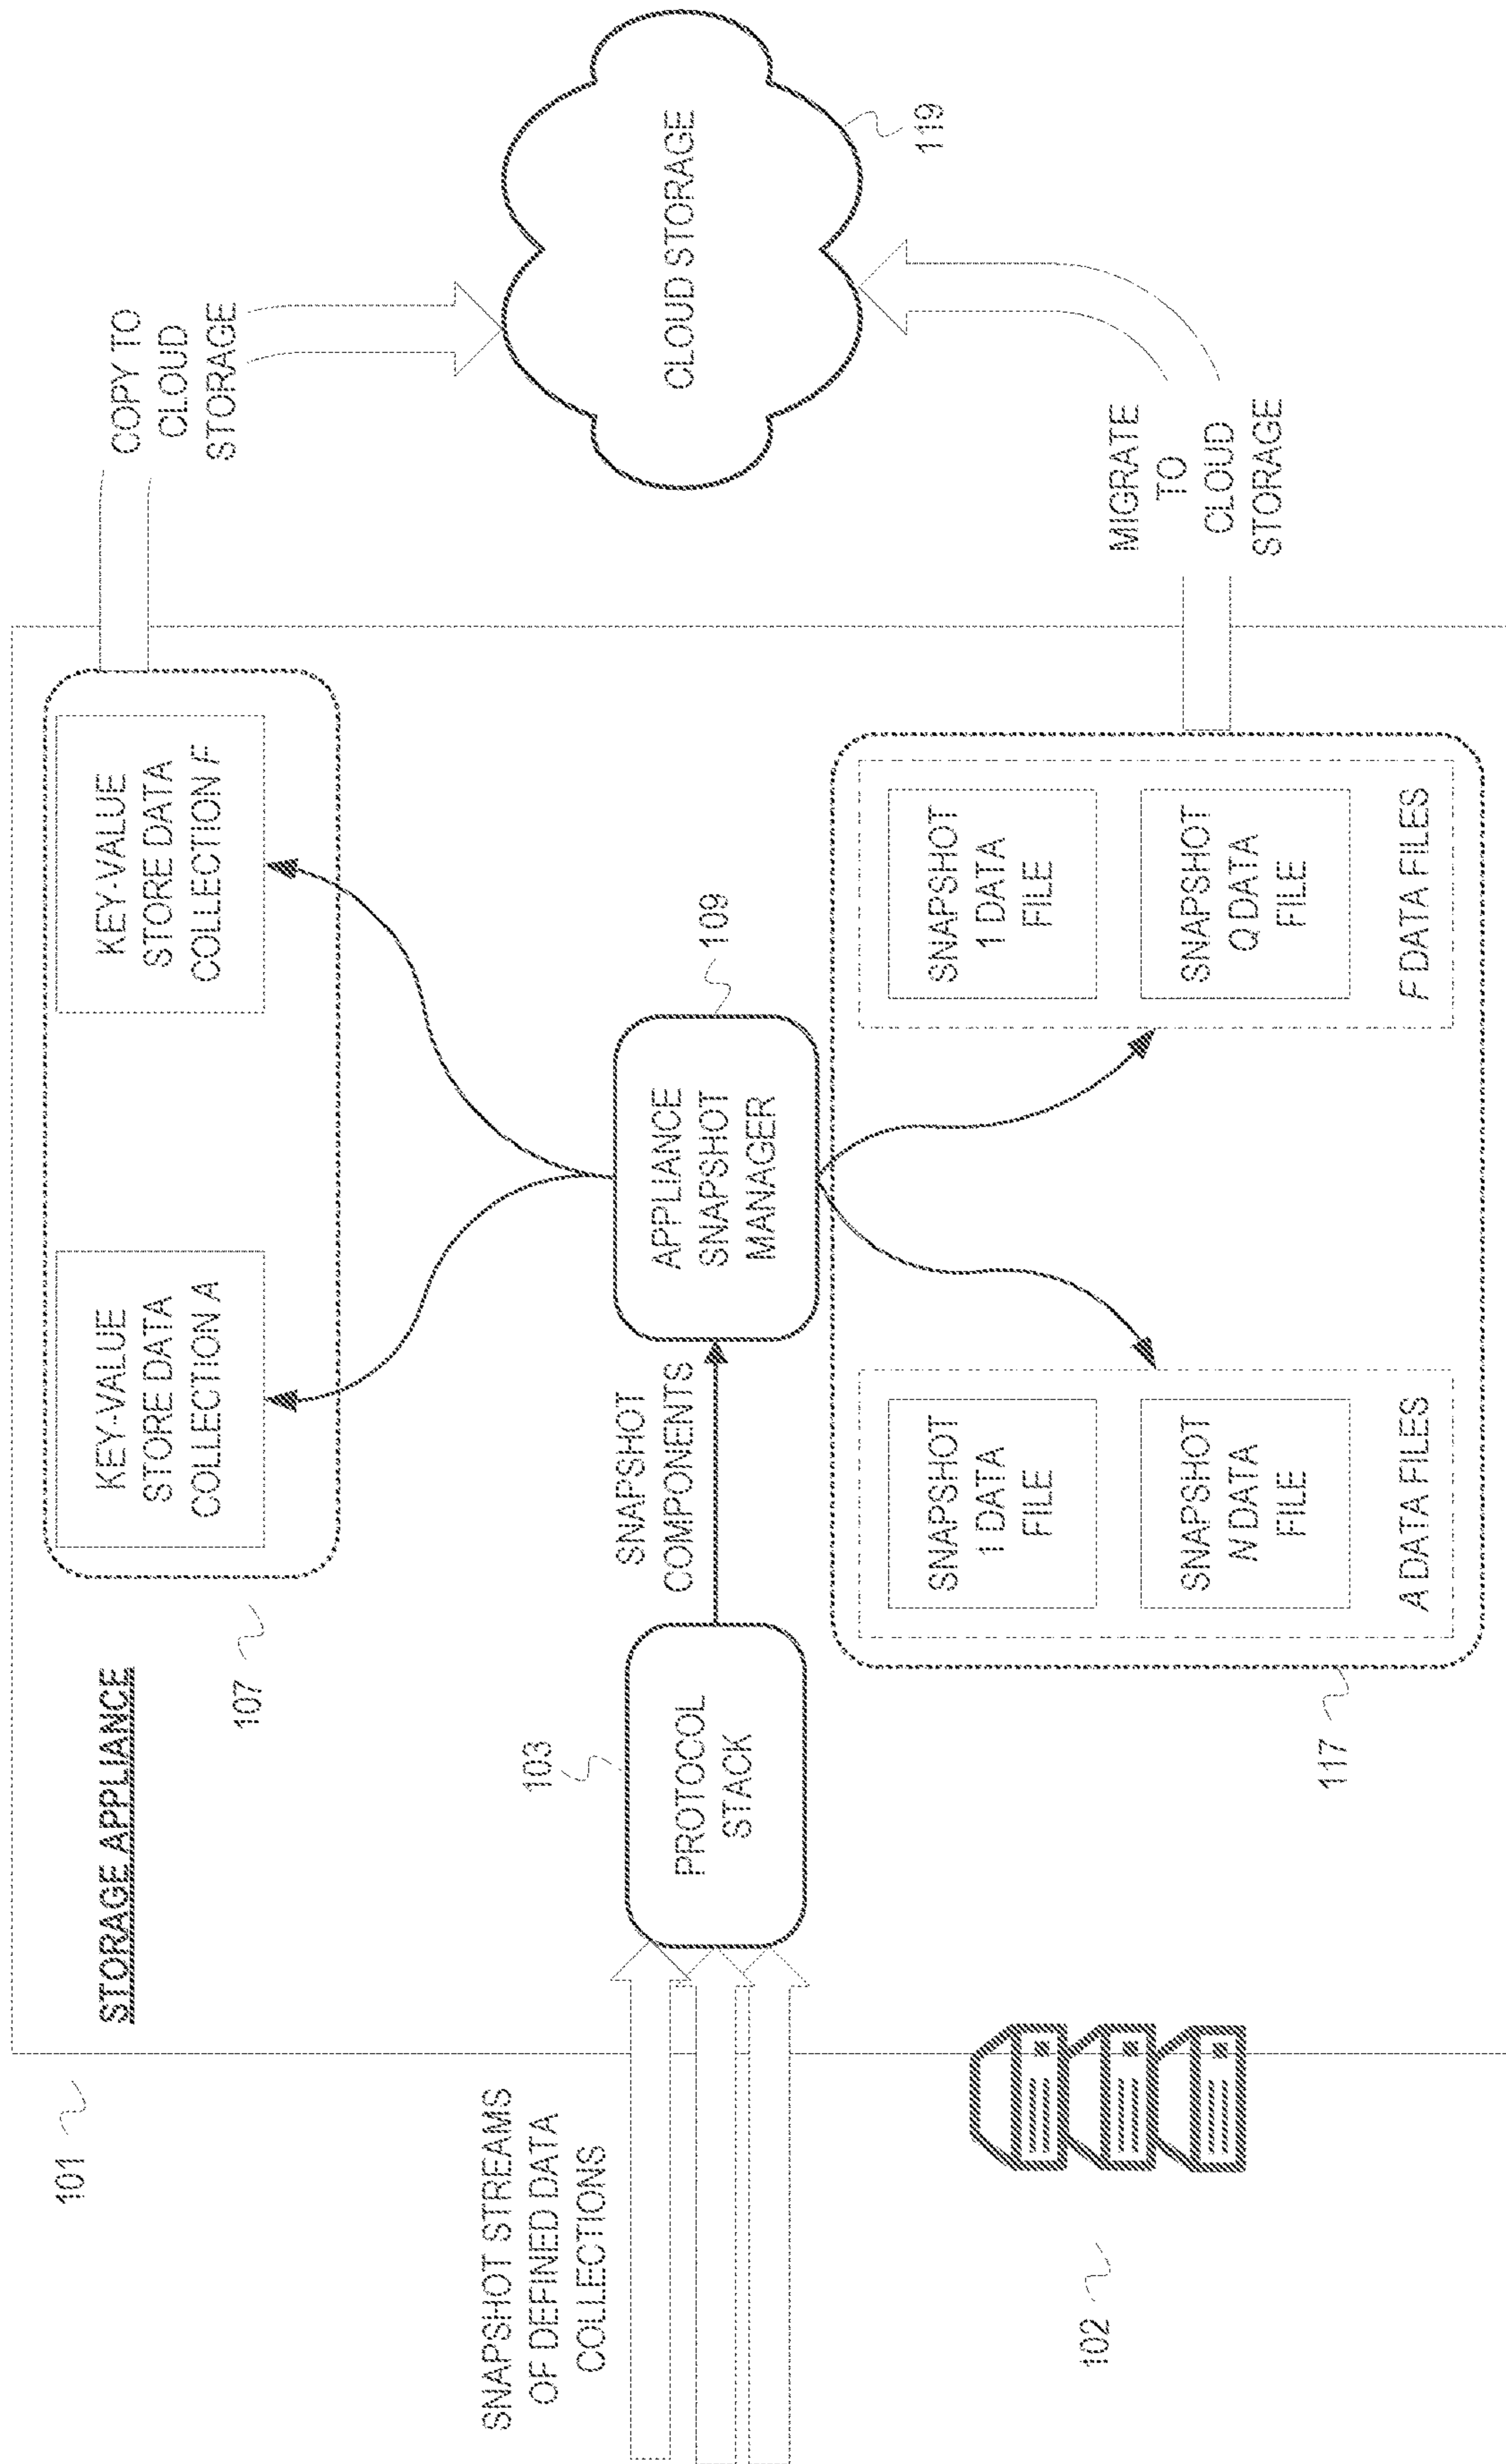 101
STORAGE APPLIANCE
107
KEY-VALUE
STORE DATA
COLLECTION A
KEY-VALUE
STORE DATA
COLLECTION F
COPY TO
CLOUD
STORAGE
SNAPSHOT STREAMS
OF DEFINED DATA
COLLECTIONS
103
PROTOCOL
STACK
SNAPSHOT
COMPONENTS
APPLIANCE
SNAPSHOT
MANAGER
109
CLOUD STORAGE
119
102
117
SNAPSHOT
1 DATA
FILE
SNAPSHOT
N DATA
FILE
A DATA FILES
SNAPSHOT
1 DATA
FILE
SNAPSHOT
Q DATA
FILE
F DATA FILES
MIGRATE
TO
CLOUD
STORAGE